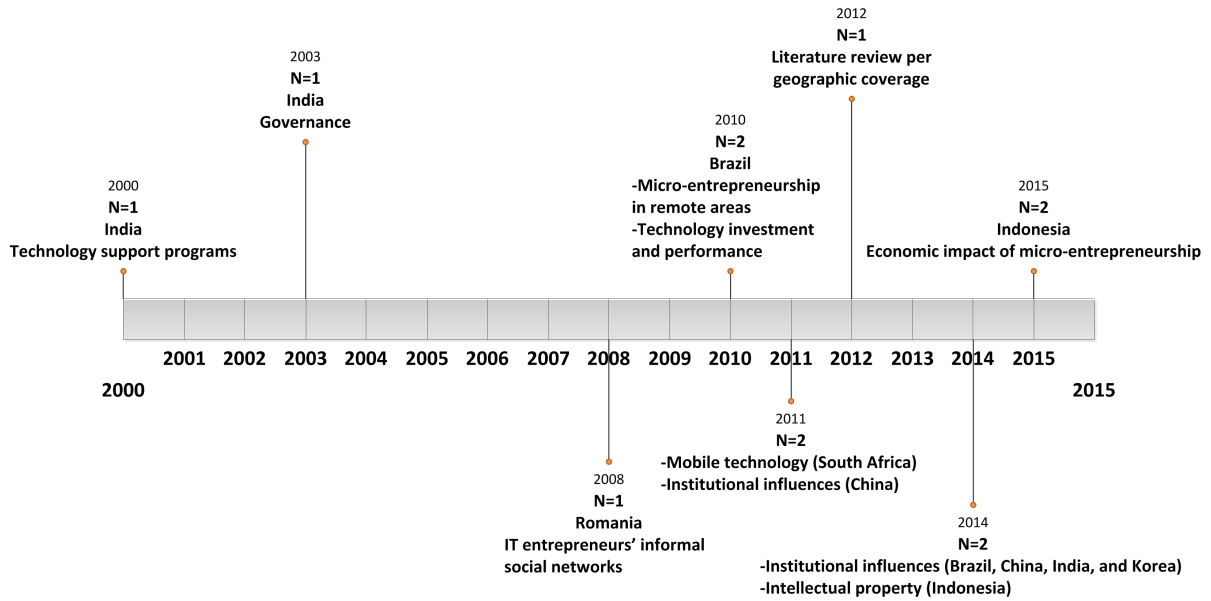 2012
N=1
Literature review per
geographic coverage
2003
N=1
India
Governance
2010
N=2
Brazil
-Micro-entrepreneurship
in remote areas
-Technology investment
and performance
2000
N=1
India
Technology support programs
2015
N=2
Indonesia
Economic impact of micro-entrepreneurship
2001 2002 2003 2004 2005 2006 2007 2008 2009 2010 2011 2012 2013 2014 2015
2000 2015
2011
N=2
-Mobile technology (South Africa)
-Institutional influences (China)
2008
N=1
Romania
IT entrepreneurs’ informal
social networks
2014
N=2
-Institutional influences (Brazil, China, India, and Korea)
-Intellectual property (Indonesia)